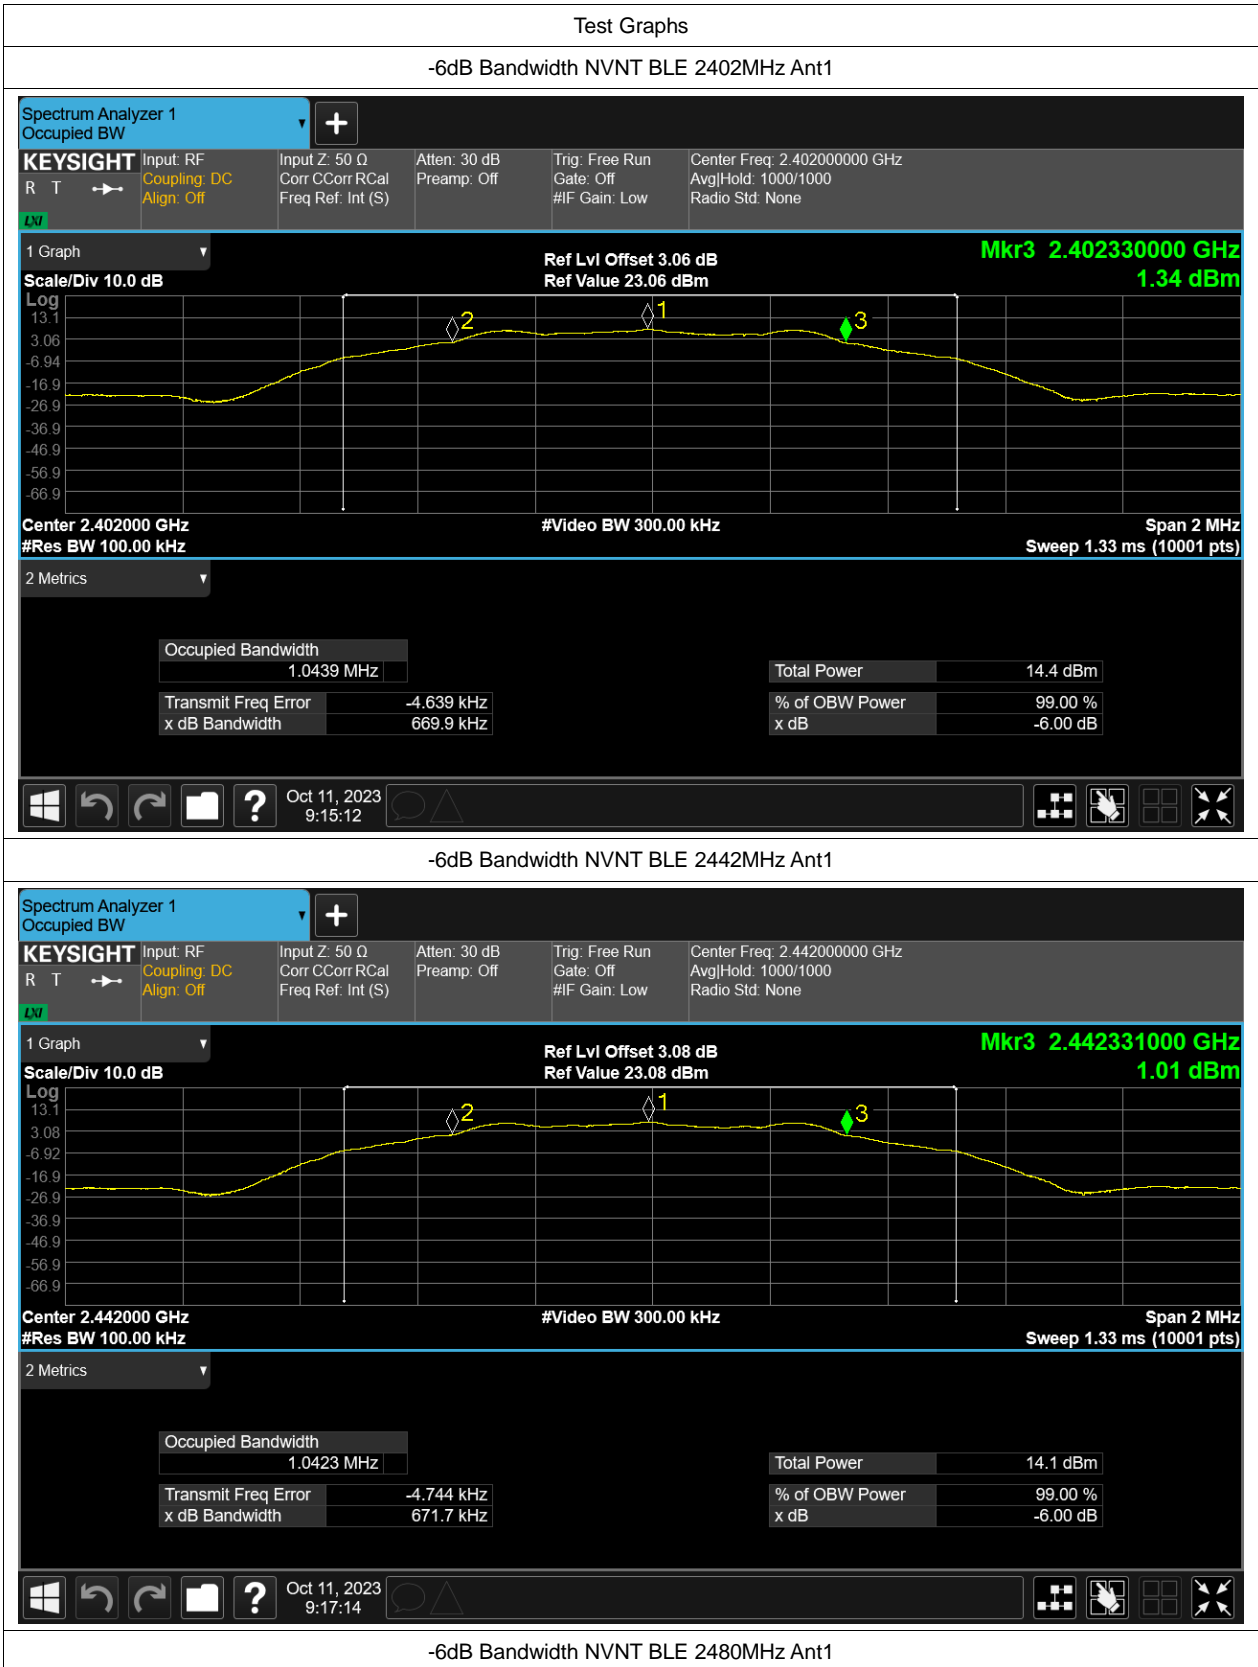 Test Graphs
-6dB Bandwidth NVNT BLE 2402MHz Ant1
Spectrum Analyzer 1
Occupied BW
KEYSIGHT Input: RF Input Z: 50 Ω Atten: 30 dB Trig: Free Run Center Freq: 2.402000000 GHz
R T Coupling: DC Corr CCorr RCal Preamp: Off Gate: Off Avg|Hold: 1000/1000
Align: Off Freq Ref: Int (S) #IF Gain: Low Radio Std: None
LXI
1 Graph
Ref Lvl Offset 3.06 dB
Mkr3 2.402330000 GHz
Scale/Div 10.0 dB Ref Value 23.06 dBm 1.34 dBm
Log
13.1
3.06
-6.94
-16.9
-26.9
-36.9
-46.9
-56.9
-66.9
2
1
3
Center 2.402000 GHz #Video BW 300.00 kHz Span 2 MHz
#Res BW 100.00 kHz Sweep 1.33 ms (10001 pts)
2 Metrics
Occupied Bandwidth
1.0439 MHz
Total Power 14.4 dBm
Transmit Freq Error -4.639 kHz % of OBW Power 99.00 %
x dB Bandwidth 669.9 kHz x dB -6.00 dB
?
Oct 11, 2023
9:15:12
-6dB Bandwidth NVNT BLE 2442MHz Ant1
Spectrum Analyzer 1
Occupied BW
KEYSIGHT Input: RF Input Z: 50 Ω Atten: 30 dB Trig: Free Run Center Freq: 2.442000000 GHz
R T Coupling: DC Corr CCorr RCal Preamp: Off Gate: Off Avg|Hold: 1000/1000
Align: Off Freq Ref: Int (S) #IF Gain: Low Radio Std: None
LXI
1 Graph
Ref Lvl Offset 3.08 dB
Mkr3 2.442331000 GHz
Scale/Div 10.0 dB Ref Value 23.08 dBm 1.01 dBm
Log
13.1
3.08
-6.92
-16.9
-26.9
-36.9
-46.9
-56.9
-66.9
2
1
3
Center 2.442000 GHz #Video BW 300.00 kHz Span 2 MHz
#Res BW 100.00 kHz Sweep 1.33 ms (10001 pts)
2 Metrics
Occupied Bandwidth
1.0423 MHz
Total Power 14.1 dBm
Transmit Freq Error -4.744 kHz % of OBW Power 99.00 %
x dB Bandwidth 671.7 kHz x dB -6.00 dB
?
Oct 11, 2023
9:17:14
-6dB Bandwidth NVNT BLE 2480MHz Ant1